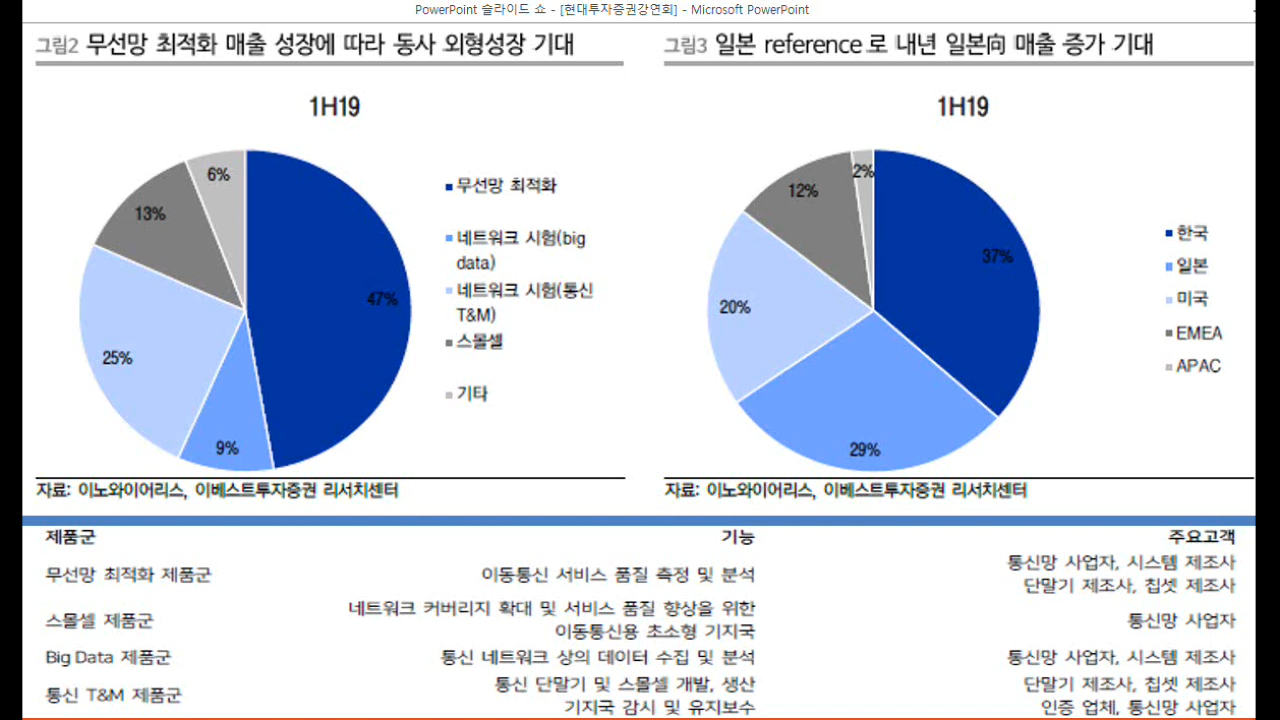 PowerPoint 슬라이드 쇼 - [현대투자증권강연회] - Microsoft PowerPoint
그림2 무선망 최적화 매출 성장에 따라 동사 외형성장 기대
1H19
6%
13%
47%
25%
9%
무선망 최적화
네트워크 시험(big
data)
네트워크 시험(통신
T&M)
스몰셀
기타
자료: 이노와이어리스, 이베스트투자증권 리서치센터
그림3 일본 reference로 내년 일본向 매출 증가 기대
1H19
2%
12%
37%
20%
29%
한국
일본
미국
EMEA
APAC
자료: 이노와이어리스, 이베스트투자증권 리서치센터
제품군 기능 주요고객
무선망 최적화 제품군 이동통신 서비스 품질 측정 및 분석 통신망 사업자, 시스템 제조사
단말기 제조사, 칩셋 제조사
스몰셀 제품군 네트워크 커버리지 확대 및 서비스 품질 향상을 위한
이동통신용 초소형 기지국 통신망 사업자
Big Data 제품군 통신 네트워크 상의 데이터 수집 및 분석 통신망 사업자, 시스템 제조사
통신 T&M 제품군 통신 단말기 및 스몰셀 개발, 생산 단말기 제조사, 칩셋 제조사
기지국 감시 및 유지보수 인증 업체, 통신망 사업자